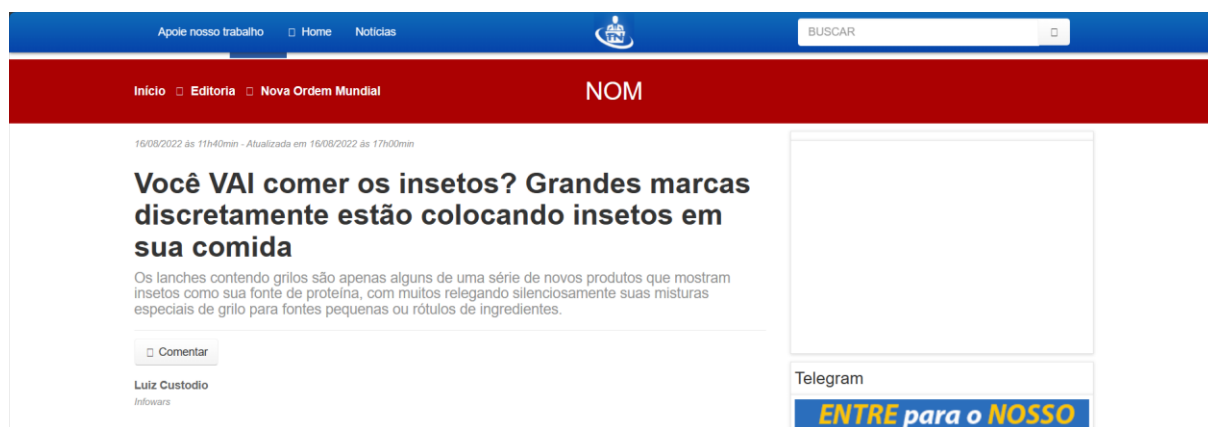 Apoie nosso trabalho Home Notícias BUSCAR
Início Editoria Nova Ordem Mundial NOM
16/08/2022 às 11h40min - Atualizada em 16/08/2022 às 17h00min
Você VAI comer os insetos? Grandes marcas
discretamente estão colocando insetos em
sua comida
Os lanches contendo grilos são apenas alguns de uma série de novos produtos que mostram
insetos como sua fonte de proteína, com muitos relegando silenciosamente suas misturas
especiais de grilo para fontes pequenas ou rótulos de ingredientes.
Comentar
Luiz Custodio
Infowars
Telegram
ENTRE para o NOSSO